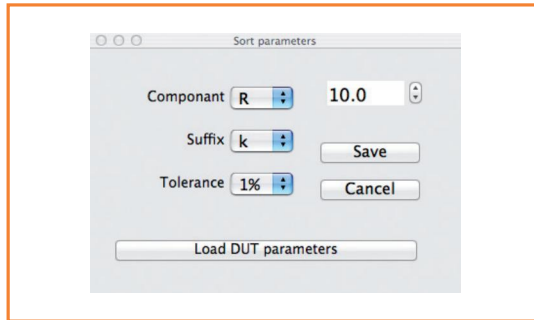 Sort parameters
Componant R 10.0
Suffix k
Save
Tolerance 1%
Cancel
Load DUT parameters